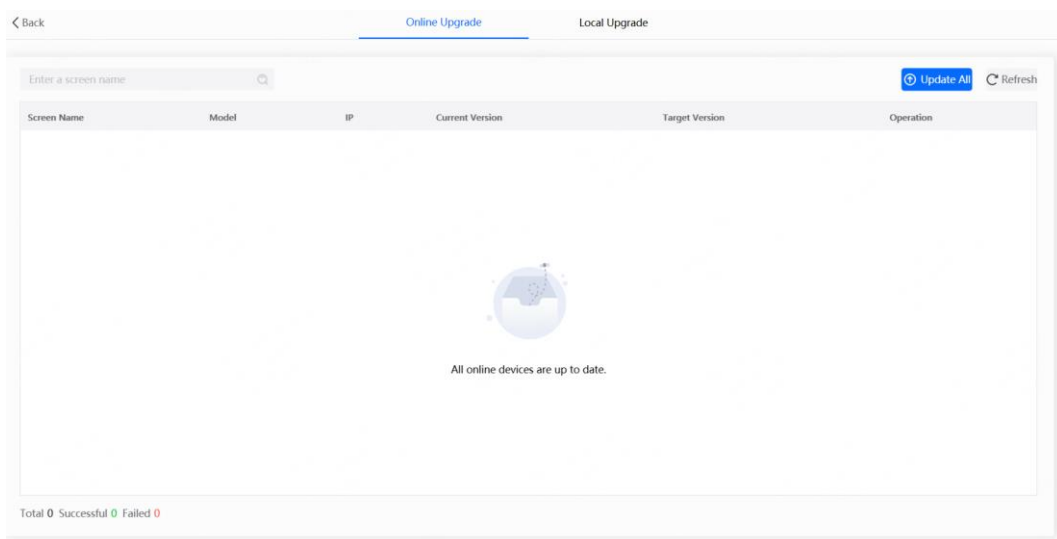 Back Online Upgrade Local Upgrade
Enter a screen name Update All Refresh
Screen Name Model IP Current Version Target Version Operation
All online devices are up to date.
Total 0 Successful 0 Failed 0